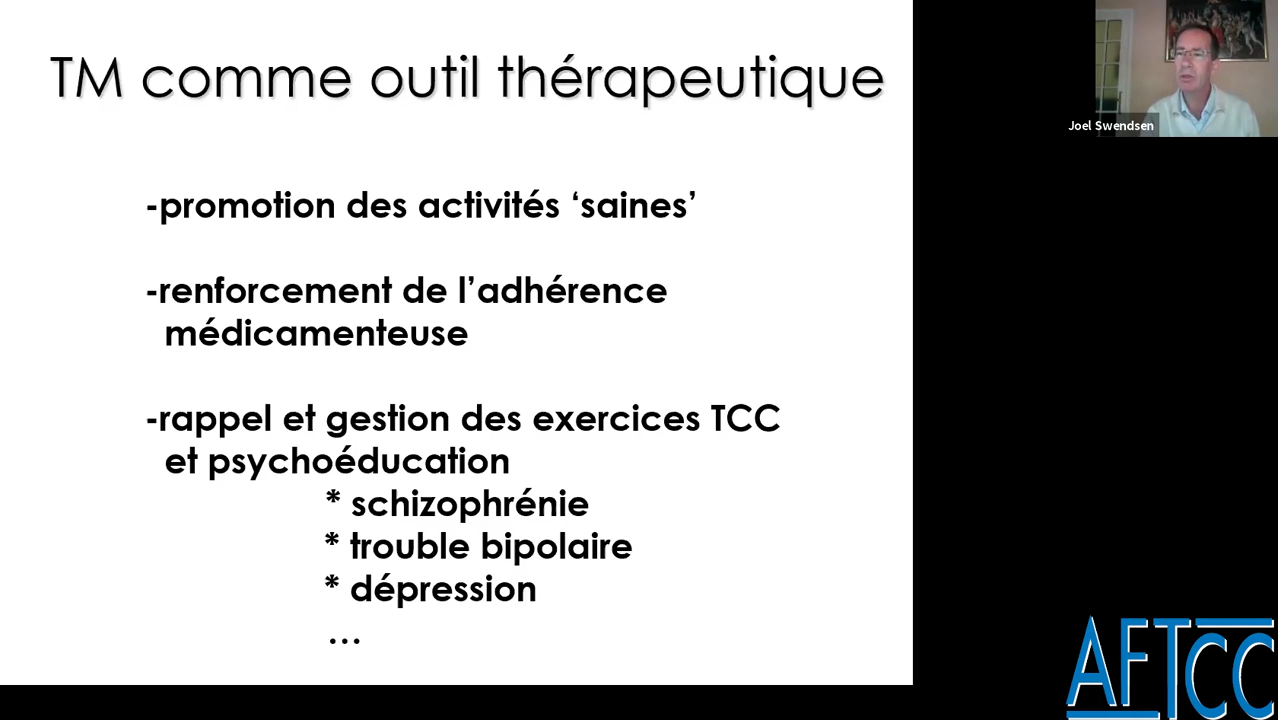 TM comme outil thérapeutique
-promotion des activités ‘saines’
-renforcement de l’adhérence
médicamenteuse
-rappel et gestion des exercices TCC
et psychoéducation
* schizophrénie
* trouble bipolaire
* dépression
…
Joel Swendsen
AFTCC